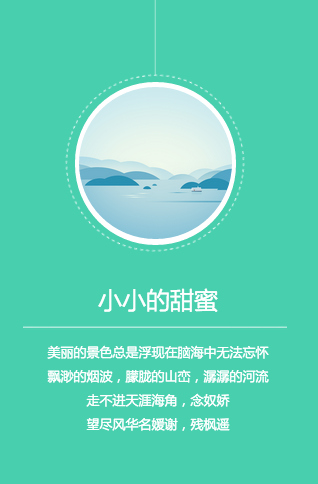 小小的甜蜜
美丽的景色总是浮现在脑海中无法忘怀
飘渺的烟波，朦胧的山峦，潺潺的河流
走不进天涯海角，念奴娇
望尽风华名媛谢，残枫遥